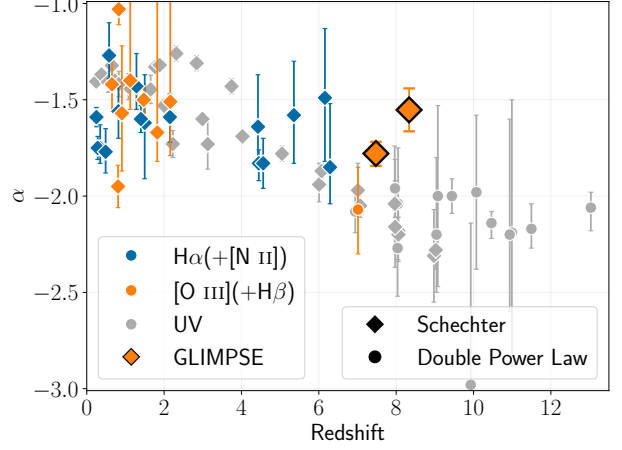 −1.0
−1.5
−2.0
−2.5
−3.0
α
Hα(+[N II])
[O III](+Hβ)
UV
GLIMPSE
Schechter
Double Power Law
0 2 4 6 8 10 12
Redshift